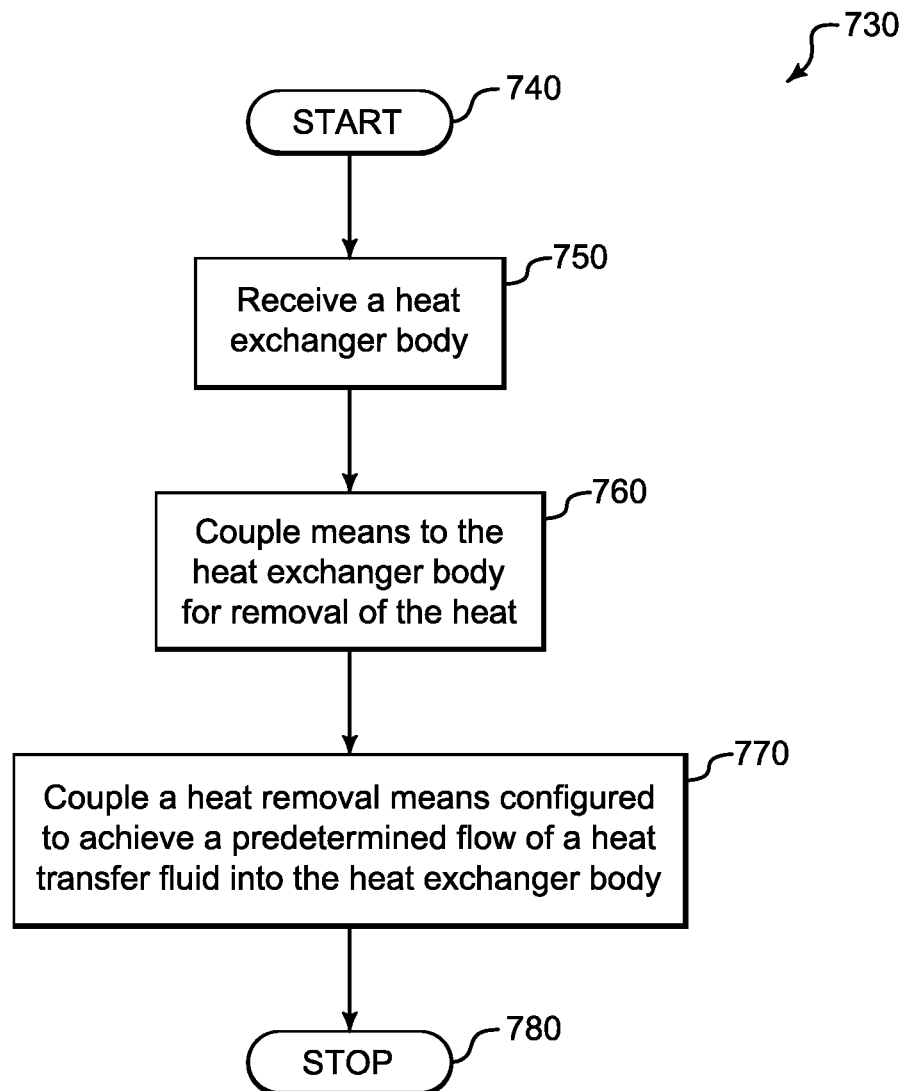 730
START
740
Receive a heat
exchanger body
750
Couple means to the
heat exchanger body
for removal of the heat
760
Couple a heat removal means configured
to achieve a predetermined flow of a heat
transfer fluid into the heat exchanger body
770
STOP
780